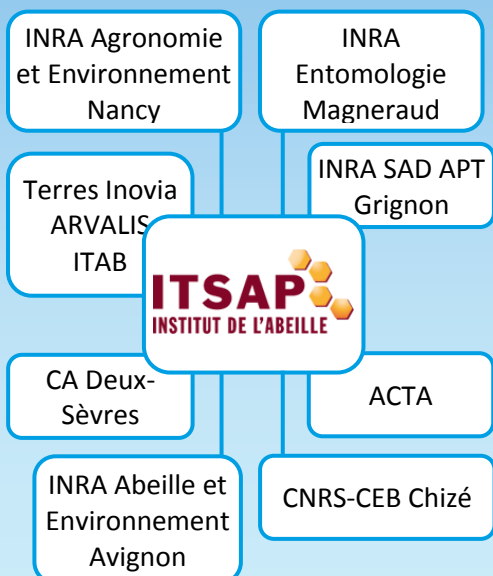 INRA Agronomie
et Environnement
Nancy
INRA
Entomologie
Magneraud
Terres Inovia
ARVALIS
ITAB
INRA SAD APT
Grignon
ITSAP
INSTITUT DE L'ABEILLE
CA Deux-
Sèvres
ACTA
INRA Abeille et
Environnement
Avignon
CNRS-CEB Chizé